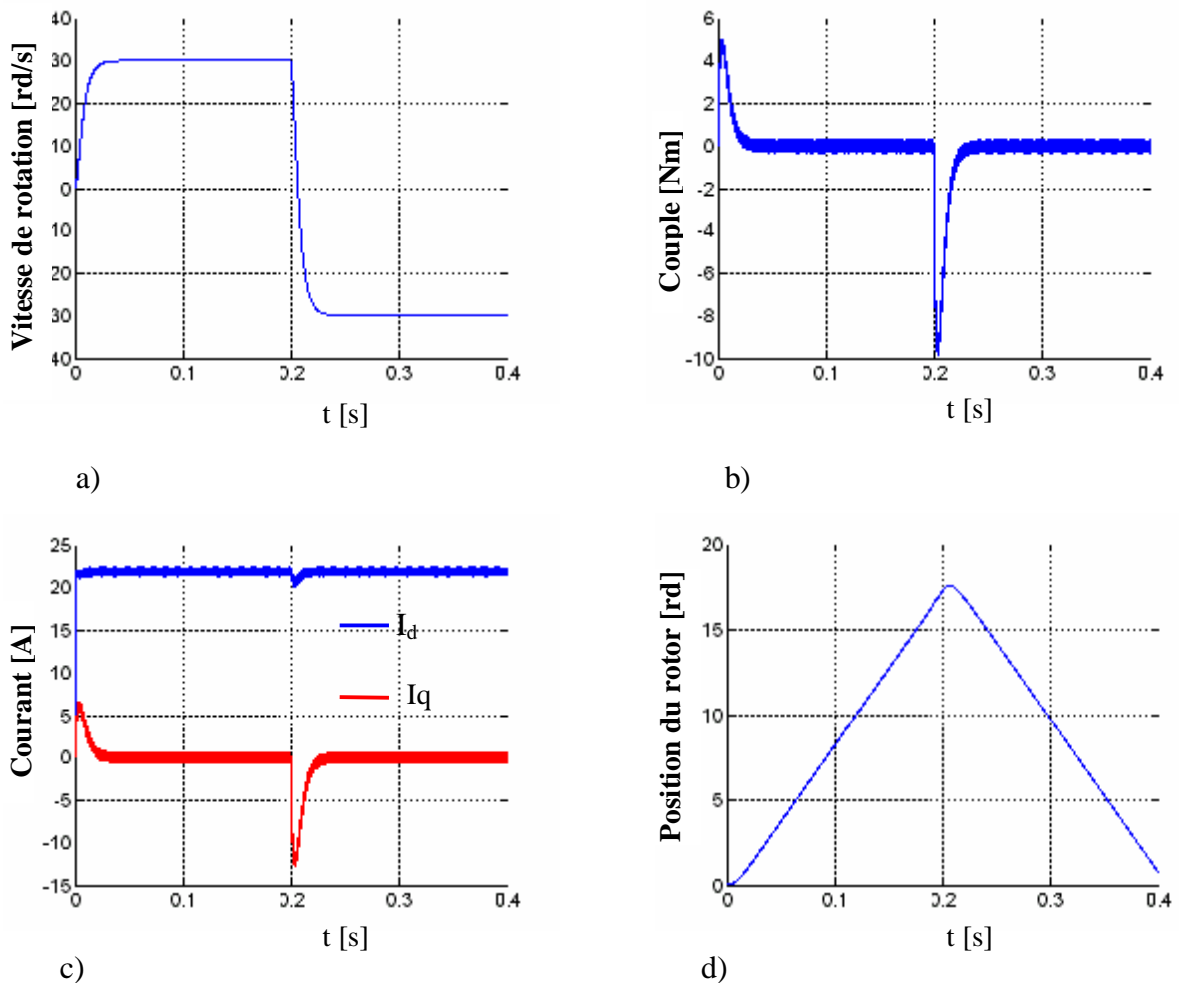 Vitesse de rotation [rd/s]
40
30
20
10
0
10
20
30
40
0 0.1 0.2 0.3 0.4
t [s]
a)
Couple [Nm]
6
4
2
0
-2
-4
-6
-8
-10
0 0.1 0.2 0.3 0.4
t [s]
b)
Courant [A]
25
20
15
10
5
0
-5
-10
-15
I_d
Iq
0 0.1 0.2 0.3 0.4
t [s]
c)
Position du rotor [rd]
20
15
10
5
0
0 0.1 0.2 0.3 0.4
t [s]
d)